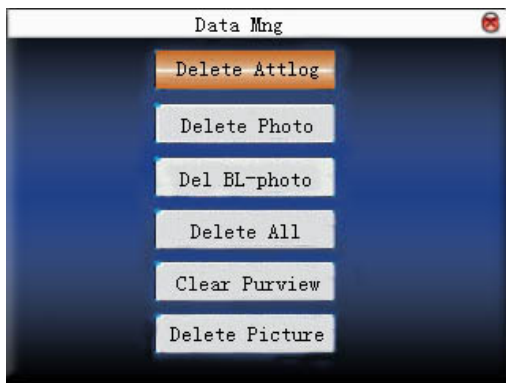 Data Mng
Delete Attlog
Delete Photo
Del BL-photo
Delete All
Clear Purview
Delete Picture